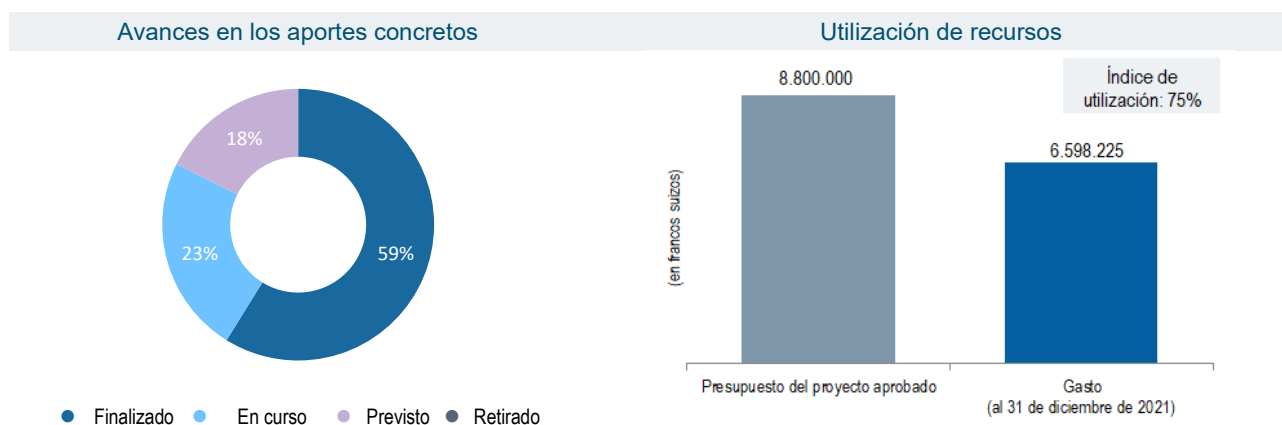 Avances en los aportes concretos
18%
23%
59%
Finalizado En curso Previsto Retirado
Utilización de recursos
Índice de
utilización: 75%
8.800.000
6.598.225
(en francos suizos)
Presupuesto del proyecto aprobado
Gasto
(al 31 de diciembre de 2021)